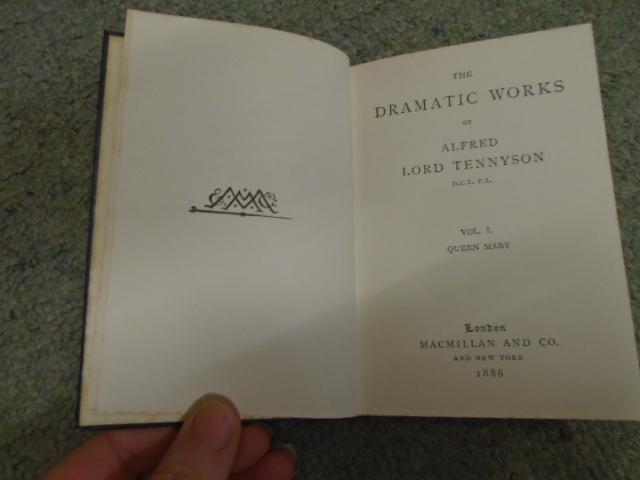 THE
DRAMATIC WORKS
OF
ALFRED
LORD TENNYSON
D.C.L. P.L.
VOL. I.
QUEEN MARY
London
MACMILLAN AND CO.
AND NEW YORK
1886